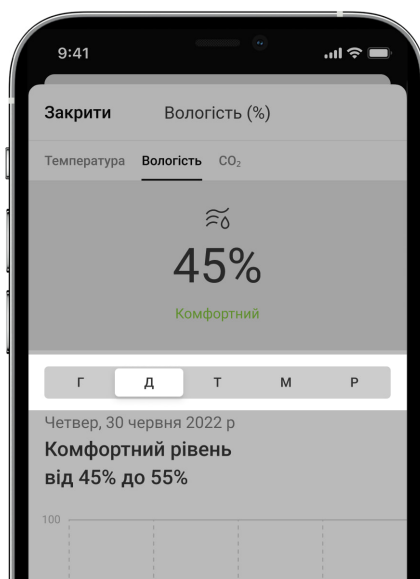 9:41
Закрити Вологість (%)
Температура Вологість CO₂
45%
Комфортний
Г Д Т М Р
Четвер, 30 червня 2022 р
Комфортний рівень
від 45% до 55%
100